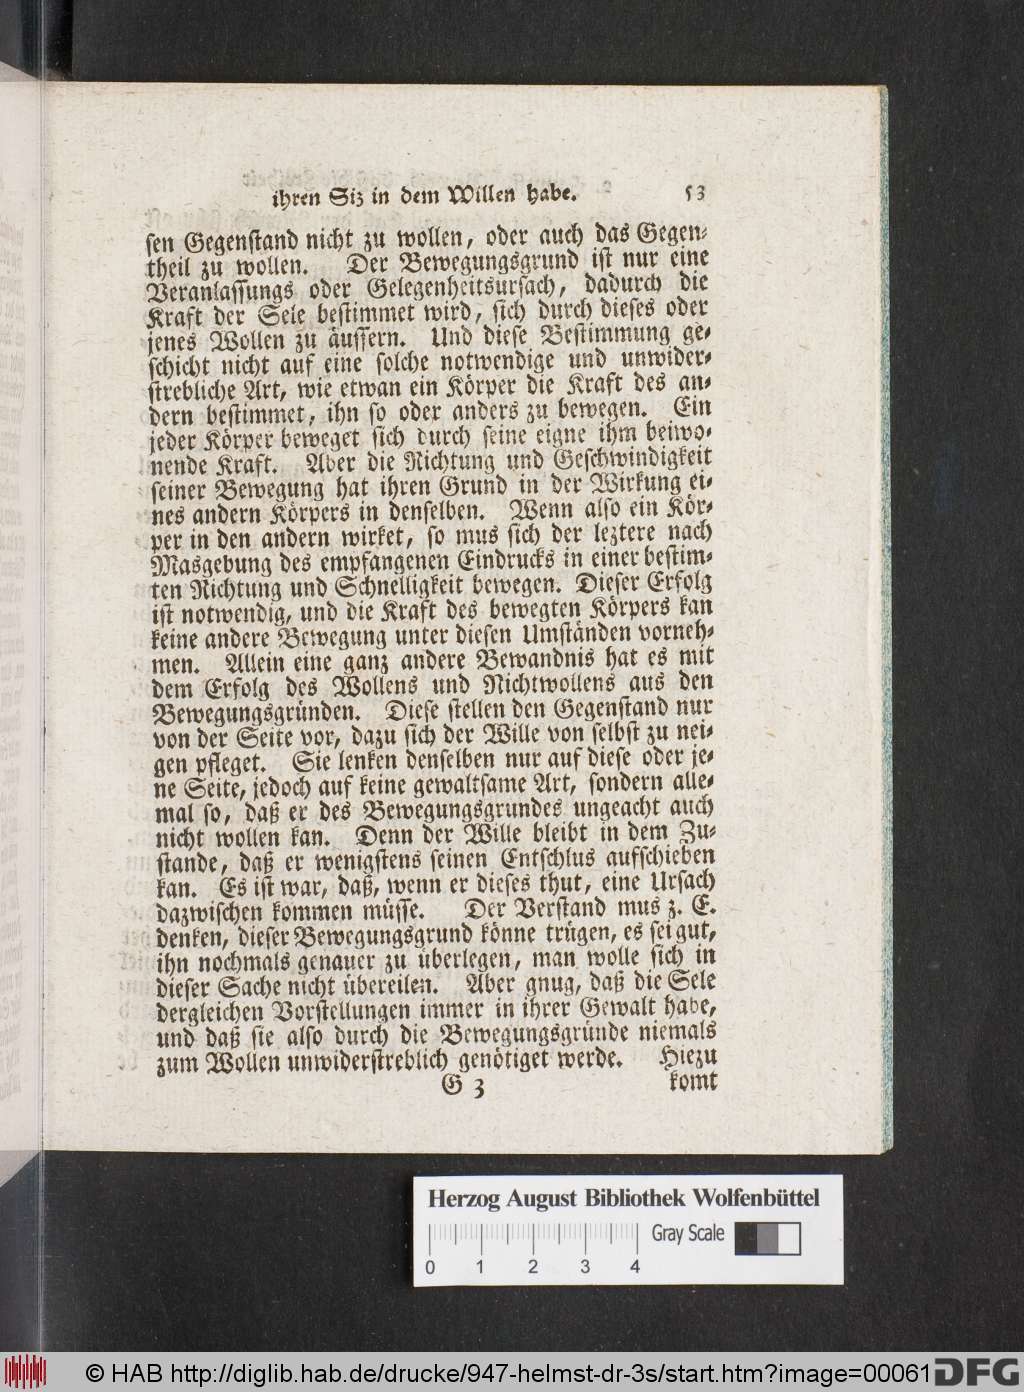 ihren Siz in dem Willen habe. 53
sen Gegenstand nicht zu wollen, oder auch das Gegen-
theil zu wollen. Der Bewegungsgrund ist nur eine
Veranlassungs oder Gelegenheitsursach, dadurch die
Kraft der Sele bestimmet wird, sich durch dieses oder
jenes Wollen zu äussern. Und diese Bestimmung ge-
schicht nicht auf eine solche notwendige und unwider-
strebliche Art, wie etwan ein Körper die Kraft des an-
dern bestimmet, ihn so oder anders zu bewegen. Ein
jeder Körper beweget sich durch seine eigne ihm beiwo-
nende Kraft. Aber die Richtung und Geschwindigkeit
seiner Bewegung hat ihren Grund in der Wirkung ei-
nes andern Körpers in denselben. Wenn also ein Kör-
per in den andern wirket, so mus sich der leztere nach
Masgebung des empfangenen Eindrucks in einer bestim-
ten Richtung und Schnelligkeit bewegen. Dieser Erfolg
ist notwendig, und die Kraft des bewegten Körpers kan
keine andere Bewegung unter diesen Umständen vorneh-
men. Allein eine ganz andere Bewandnis hat es mit
dem Erfolg des Wollens und Nichtwollens aus den
Bewegungsgründen. Diese stellen den Gegenstand nur
von der Seite vor, dazu sich der Wille von selbst zu nei-
gen pfleget. Sie lenken denselben nur auf diese oder je-
ne Seite, jedoch auf keine gewaltsame Art, sondern alle-
mal so, daß er des Bewegungsgrundes ungeacht auch
nicht wollen kan. Denn der Wille bleibt in dem Zu-
stande, daß er wenigstens seinen Entschlus aufschieben
kan. Es ist war, daß, wenn er dieses thut, eine Ursach
dazwischen kommen müsse. Der Verstand mus z. E.
denken, dieser Bewegungsgrund könne trügen, es sei gut,
ihn nochmals genauer zu überlegen, man wolle sich in
dieser Sache nicht übereilen. Aber gnug, daß die Sele
dergleichen Vorstellungen immer in ihrer Gewalt habe,
und daß sie also durch die Bewegungsgründe niemals
zum Wollen unwiderstreblich genötiget werde. Hiezu
G 3 komt
Herzog August Bibliothek Wolfenbüttel
Gray Scale
0 1 2 3 4
© HAB http://diglib.hab.de/drucke/947-helmst-dr-3s/start.htm?image=00061
DFG